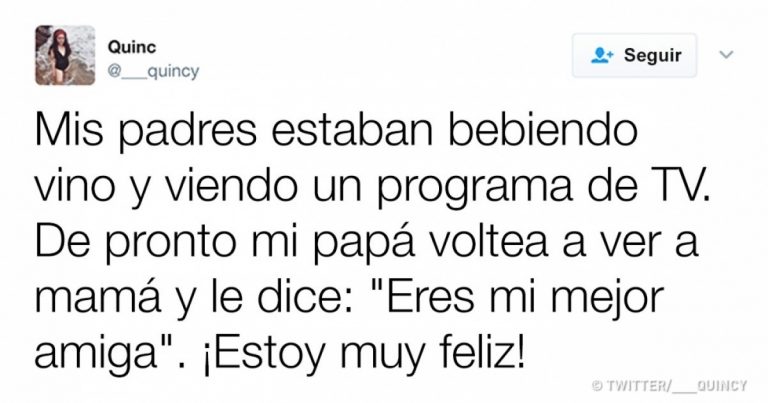 Quinc
@___quincy
Seguir
Mis padres estaban bebiendo
vino y viendo un programa de TV.
De pronto mi papá voltea a ver a
mamá y le dice: "Eres mi mejor
amiga". ¡Estoy muy feliz!
© TWITTER/___QUINCY